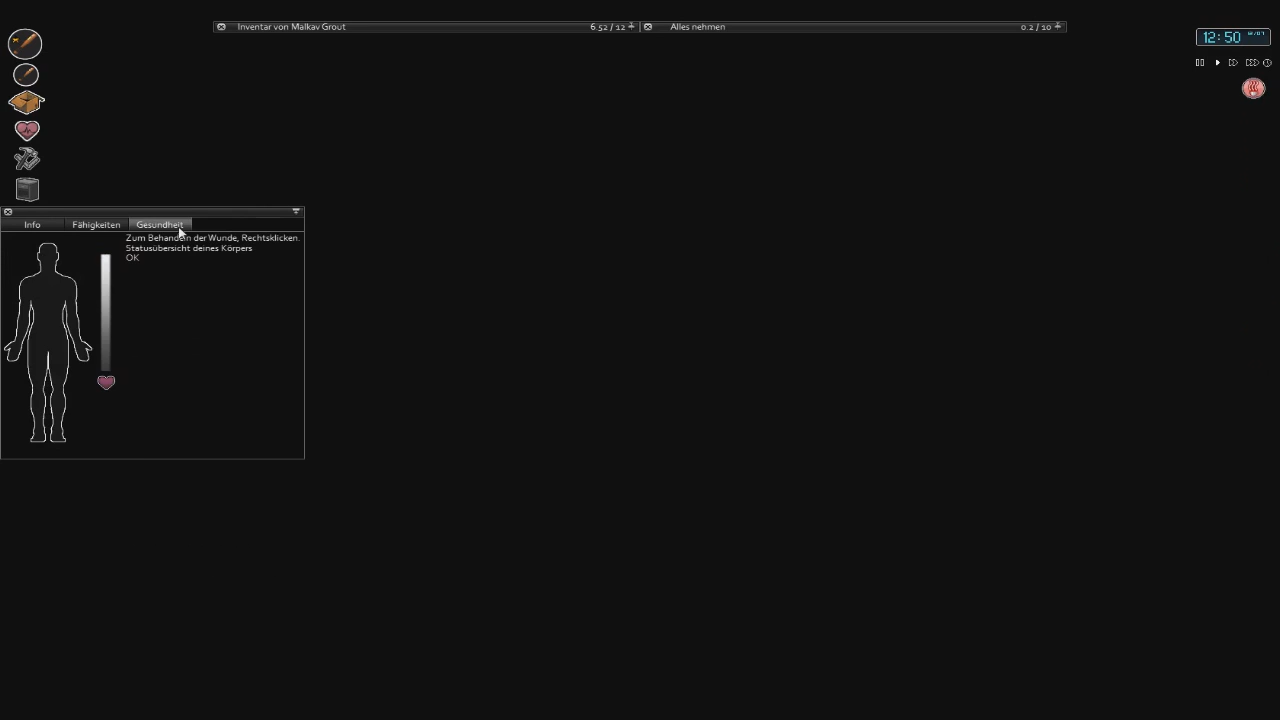 Inventar von Malkav Grout
6.52 / 12
Alles nehmen
0.2 / 10
12:50
Info
Fähigkeiten
Gesundheit
Zum Behandeln der Wunde, Rechtsklicken.
Statusübersicht deines Körpers
OK